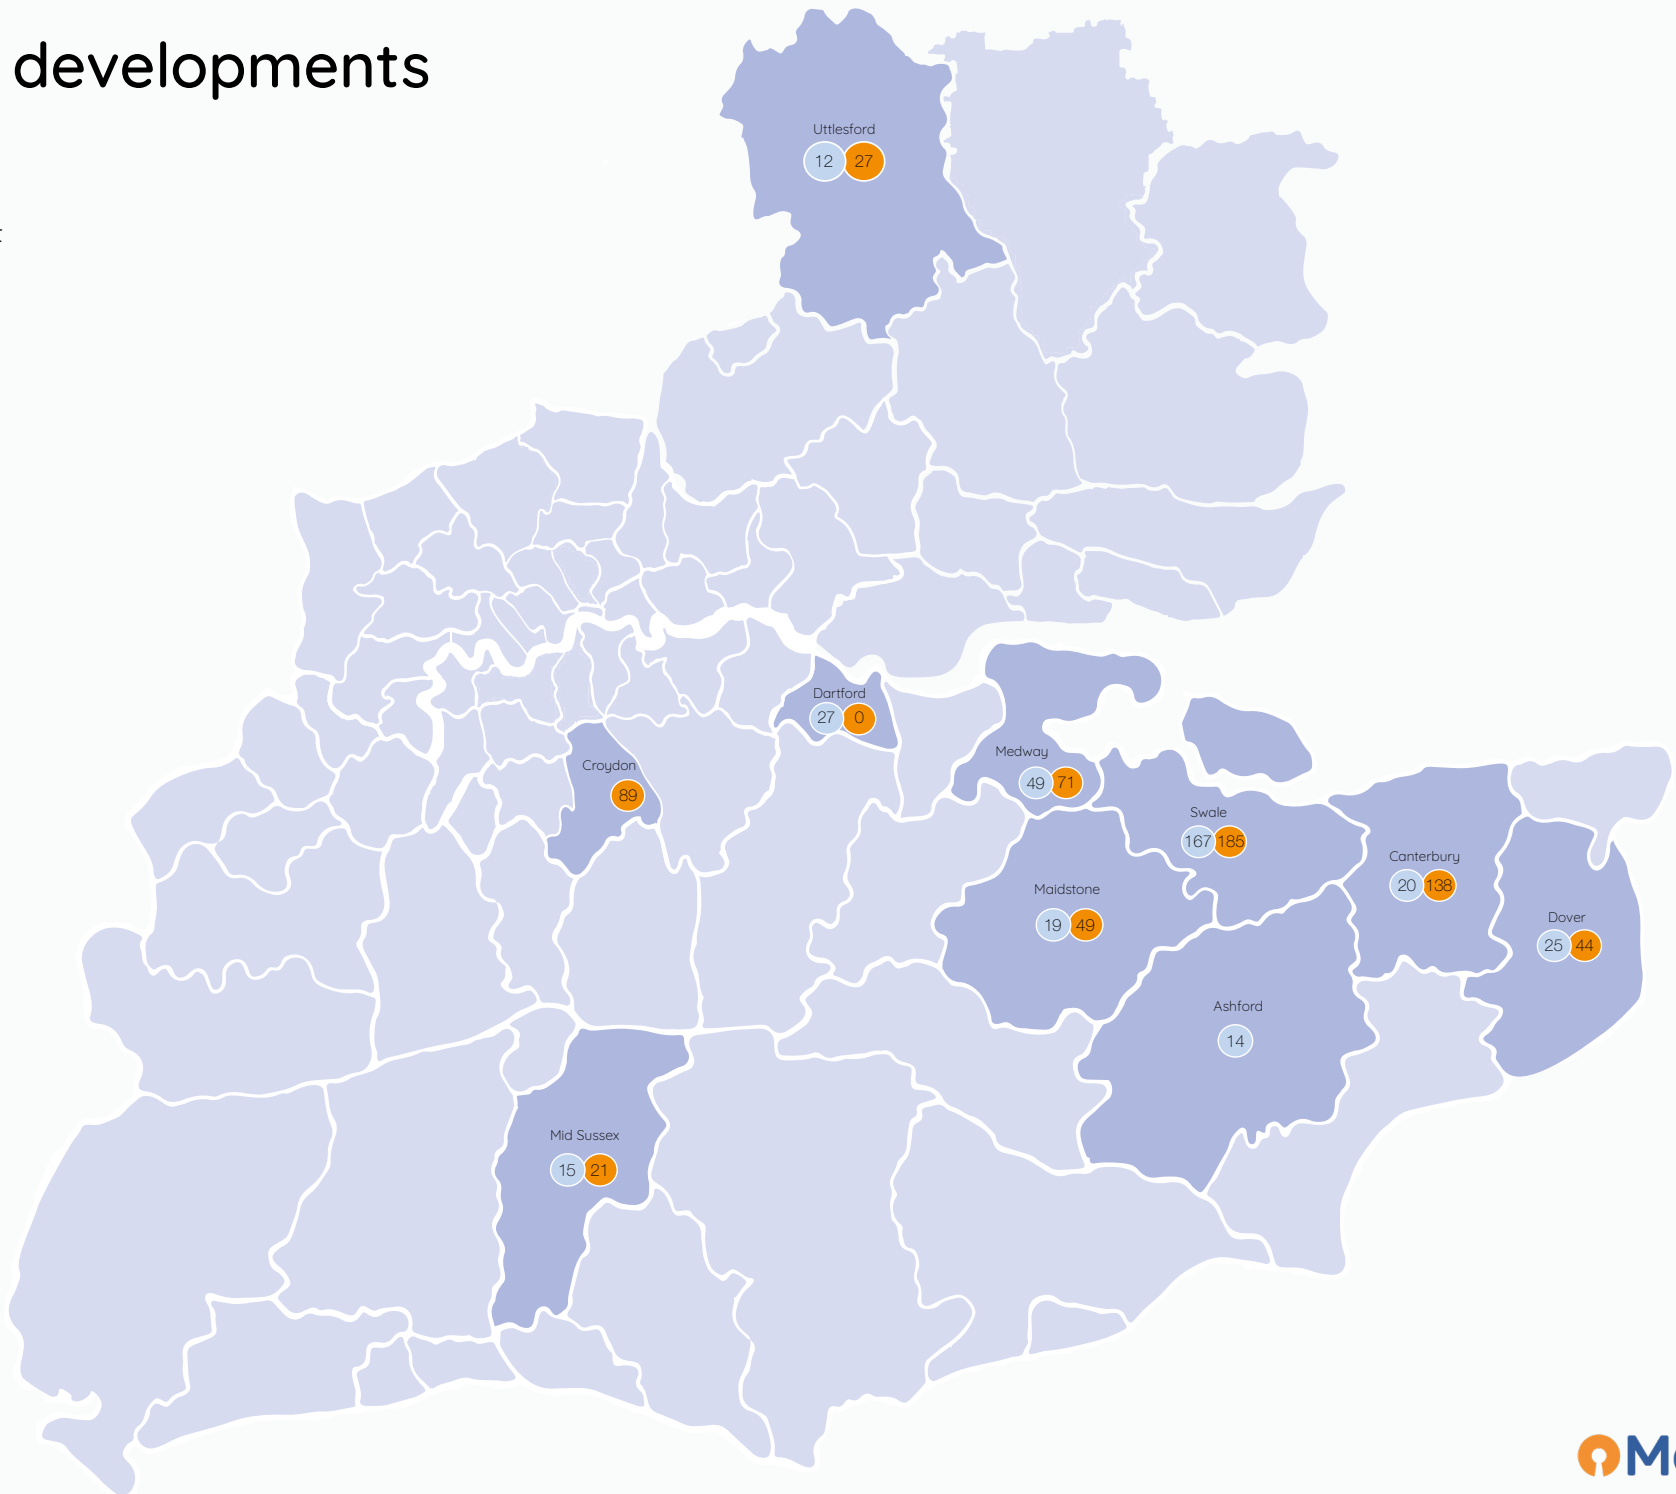 developments
Uttlesford
12 27
Dartford
27 0
Medway
49 71
Croydon
89
Swale
167 185
Canterbury
20 138
Maidstone
19 49
Dover
25 44
Ashford
14
Mid Sussex
15 21